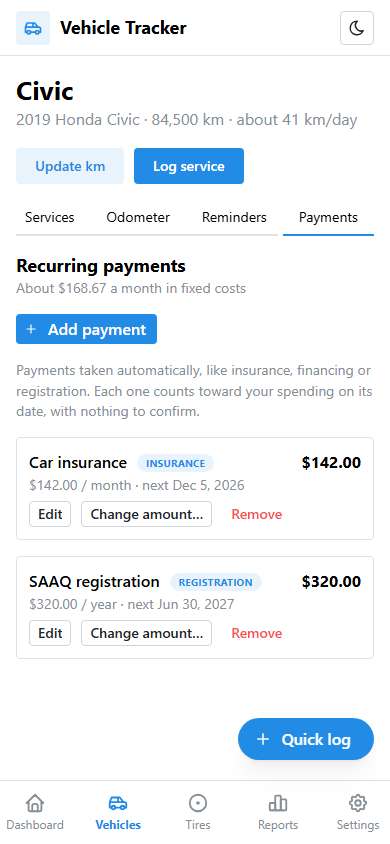 Vehicle Tracker
Civic
2019 Honda Civic · 84,500 km · about 41 km/day
Update km
Log service
Services
Odometer
Reminders
Payments
Recurring payments
About $168.67 a month in fixed costs
+ Add payment
Payments taken automatically, like insurance, financing or
registration. Each one counts toward your spending on its
date, with nothing to confirm.
Car insurance INSURANCE $142.00
$142.00 / month · next Dec 5, 2026
Edit Change amount... Remove
SAAQ registration REGISTRATION $320.00
$320.00 / year · next Jun 30, 2027
Edit Change amount... Remove
+ Quick log
Dashboard
Vehicles
Tires
Reports
Settings